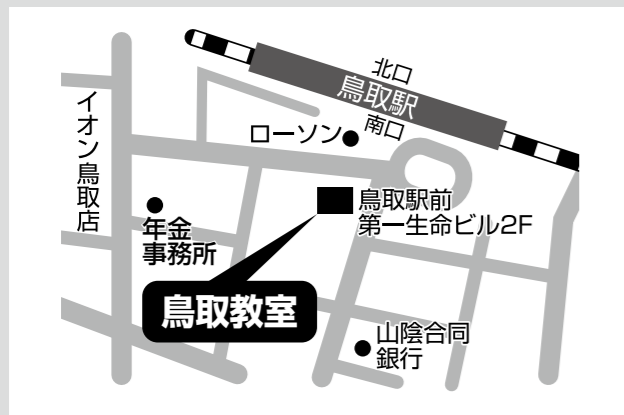 北口
鳥取駅
南口
ローソン
イオン鳥取店
鳥取駅前
第一生命ビル2F
年金
事務所
鳥取教室
山陰合同
銀行